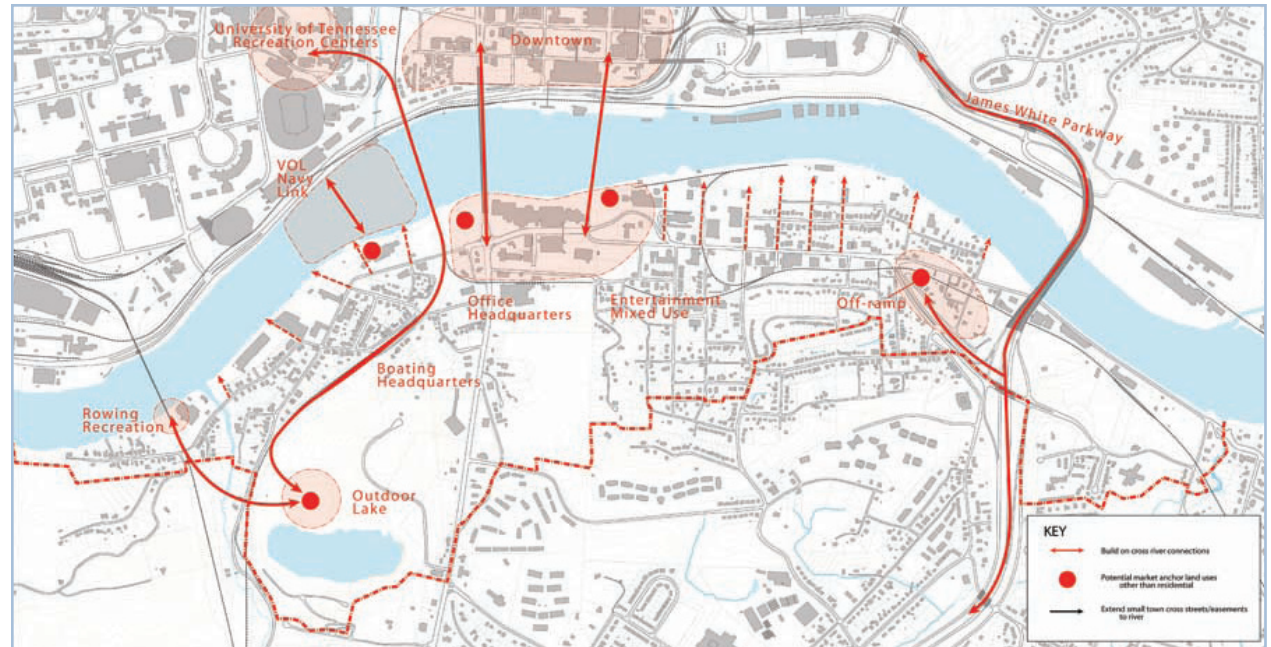 University of Tennessee
Recreation Centers
Downtown
James White Parkway
VOL
Navy
Link
Office
Headquarters
Entertainment
Mixed Use
Off-ramp
Boating
Headquarters
Rowing
Recreation
Outdoor
Lake
KEY
Build on cross river connections
Potential market anchor land uses
other than residential
Extend small town cross streets/easements
to river